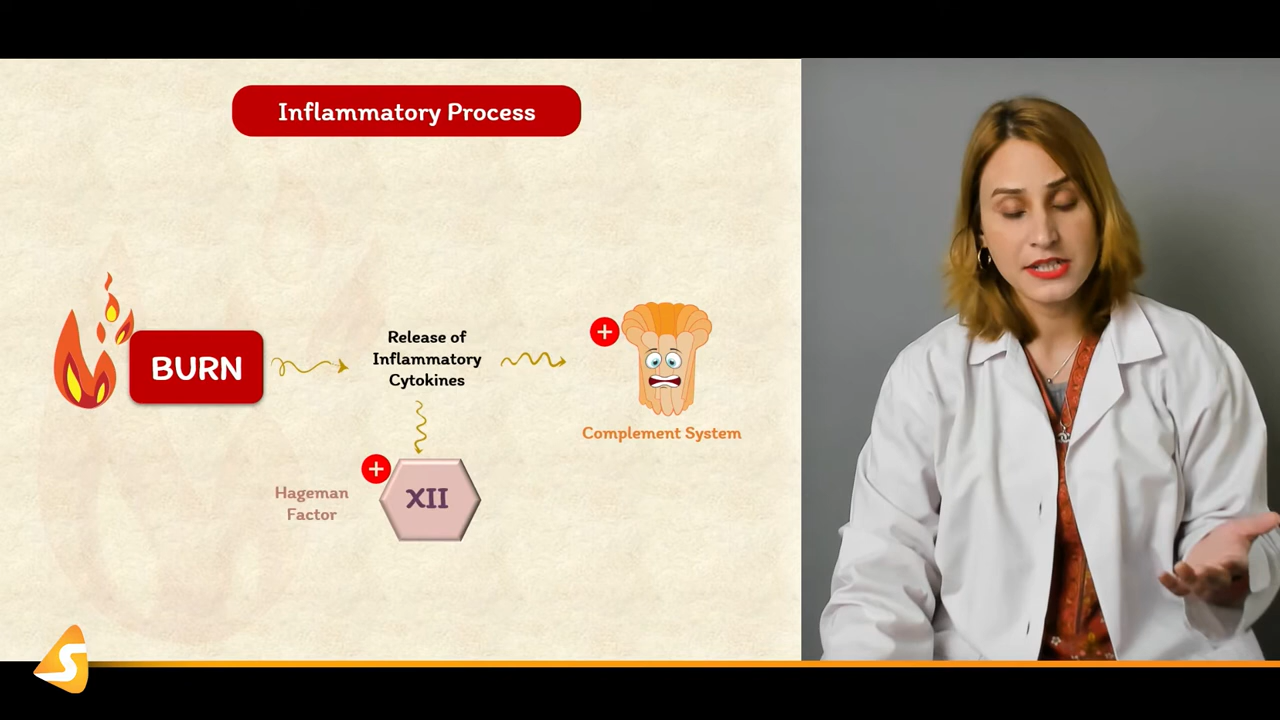 Inflammatory Process
BURN
Release of
Inflammatory
Cytokines
Complement System
Hageman
Factor
XII
S